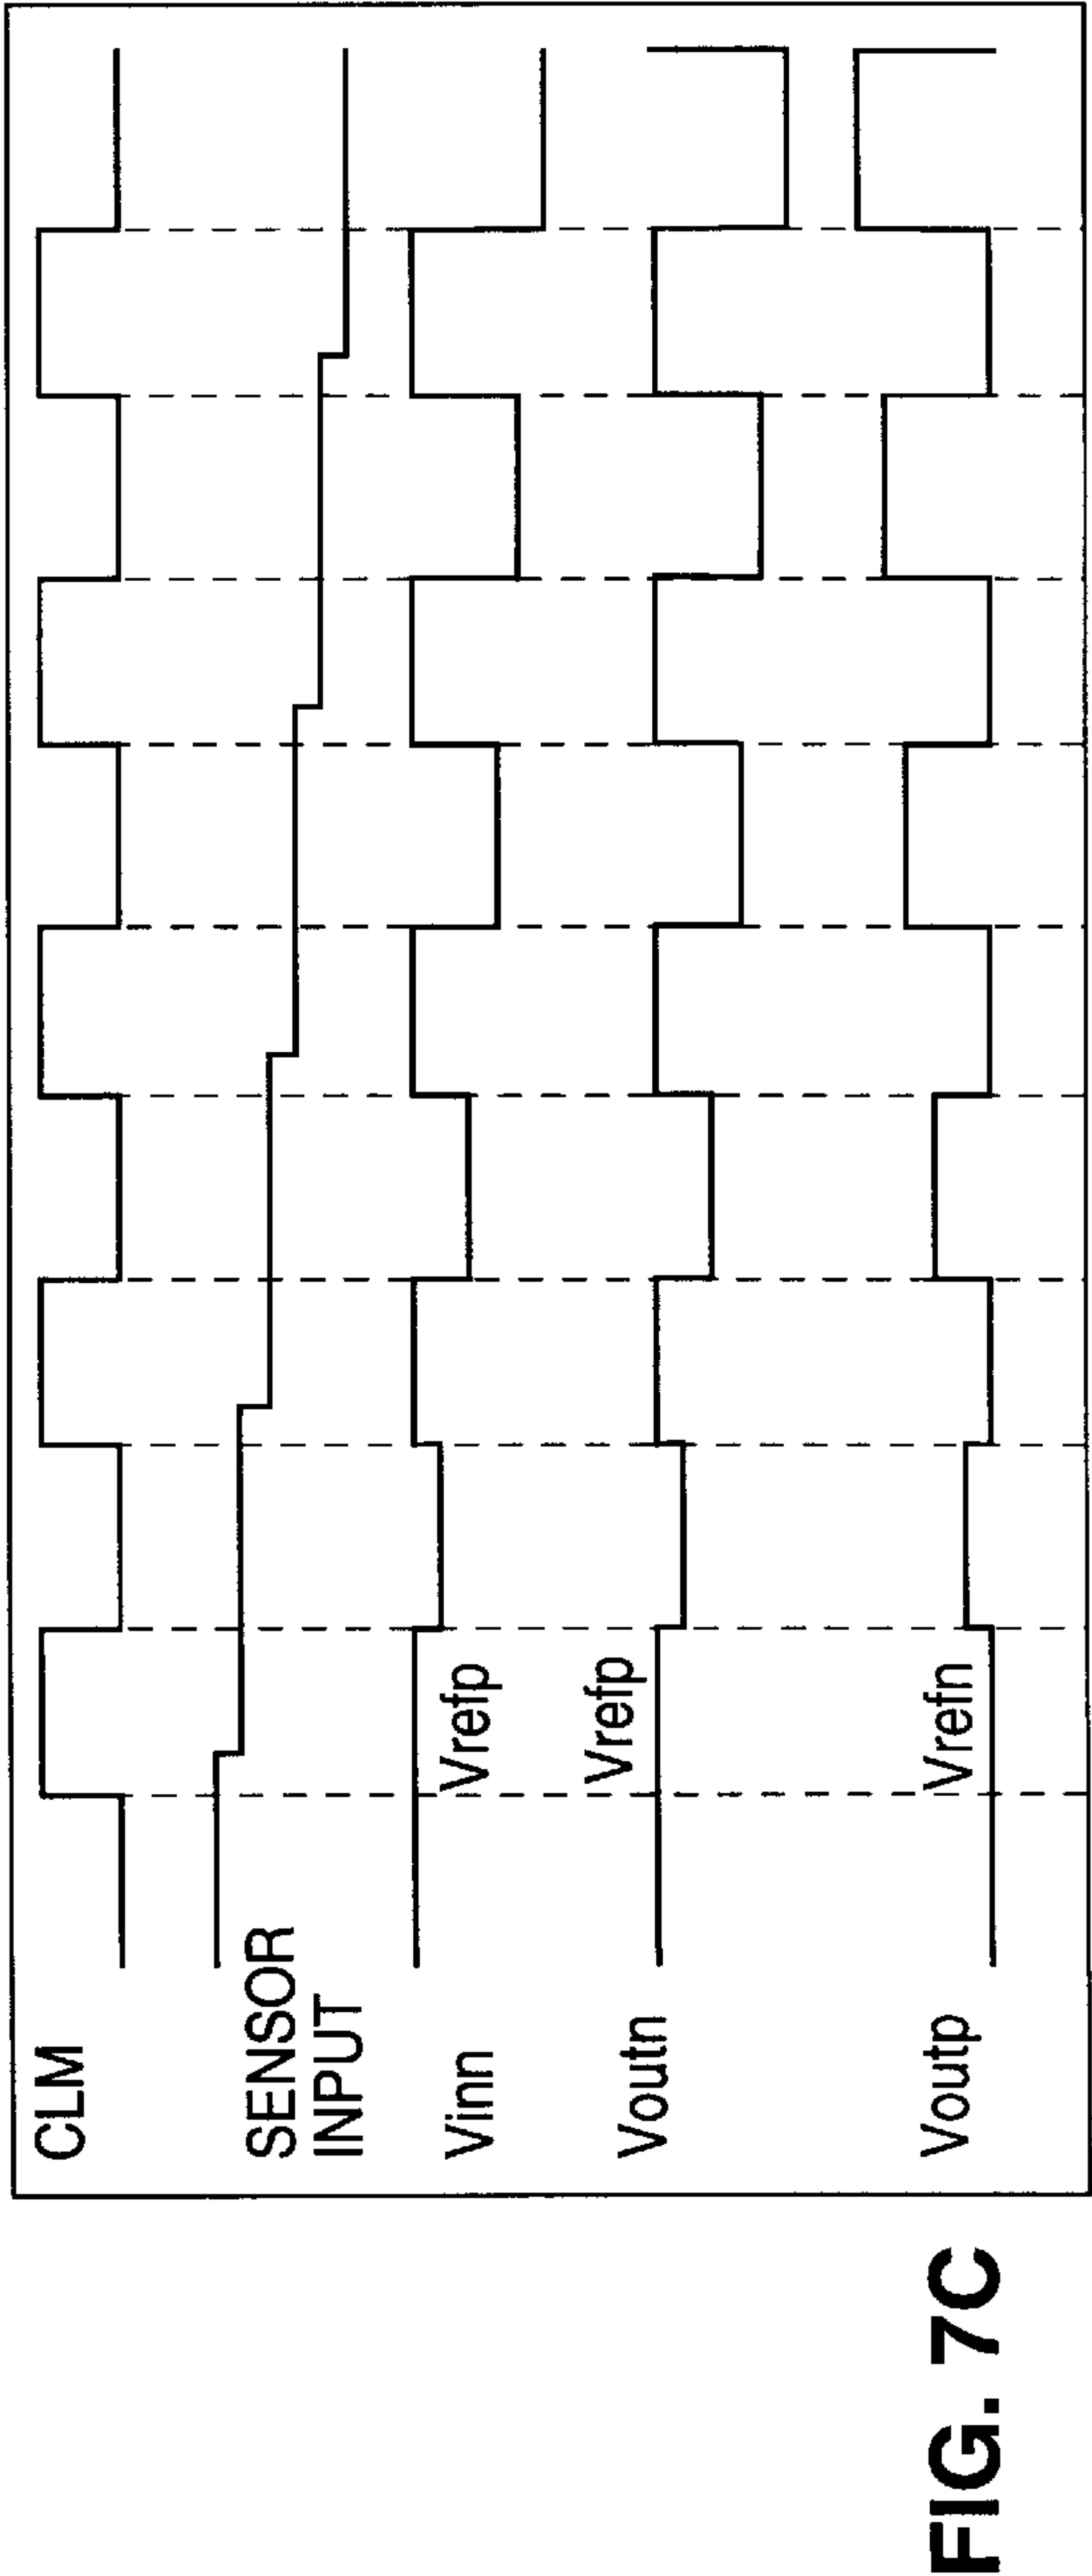 CLM
SENSOR
INPUT
Vinn
Vrefp
Voutn
Vrefp
Voutp
Vrefn
FIG. 7C